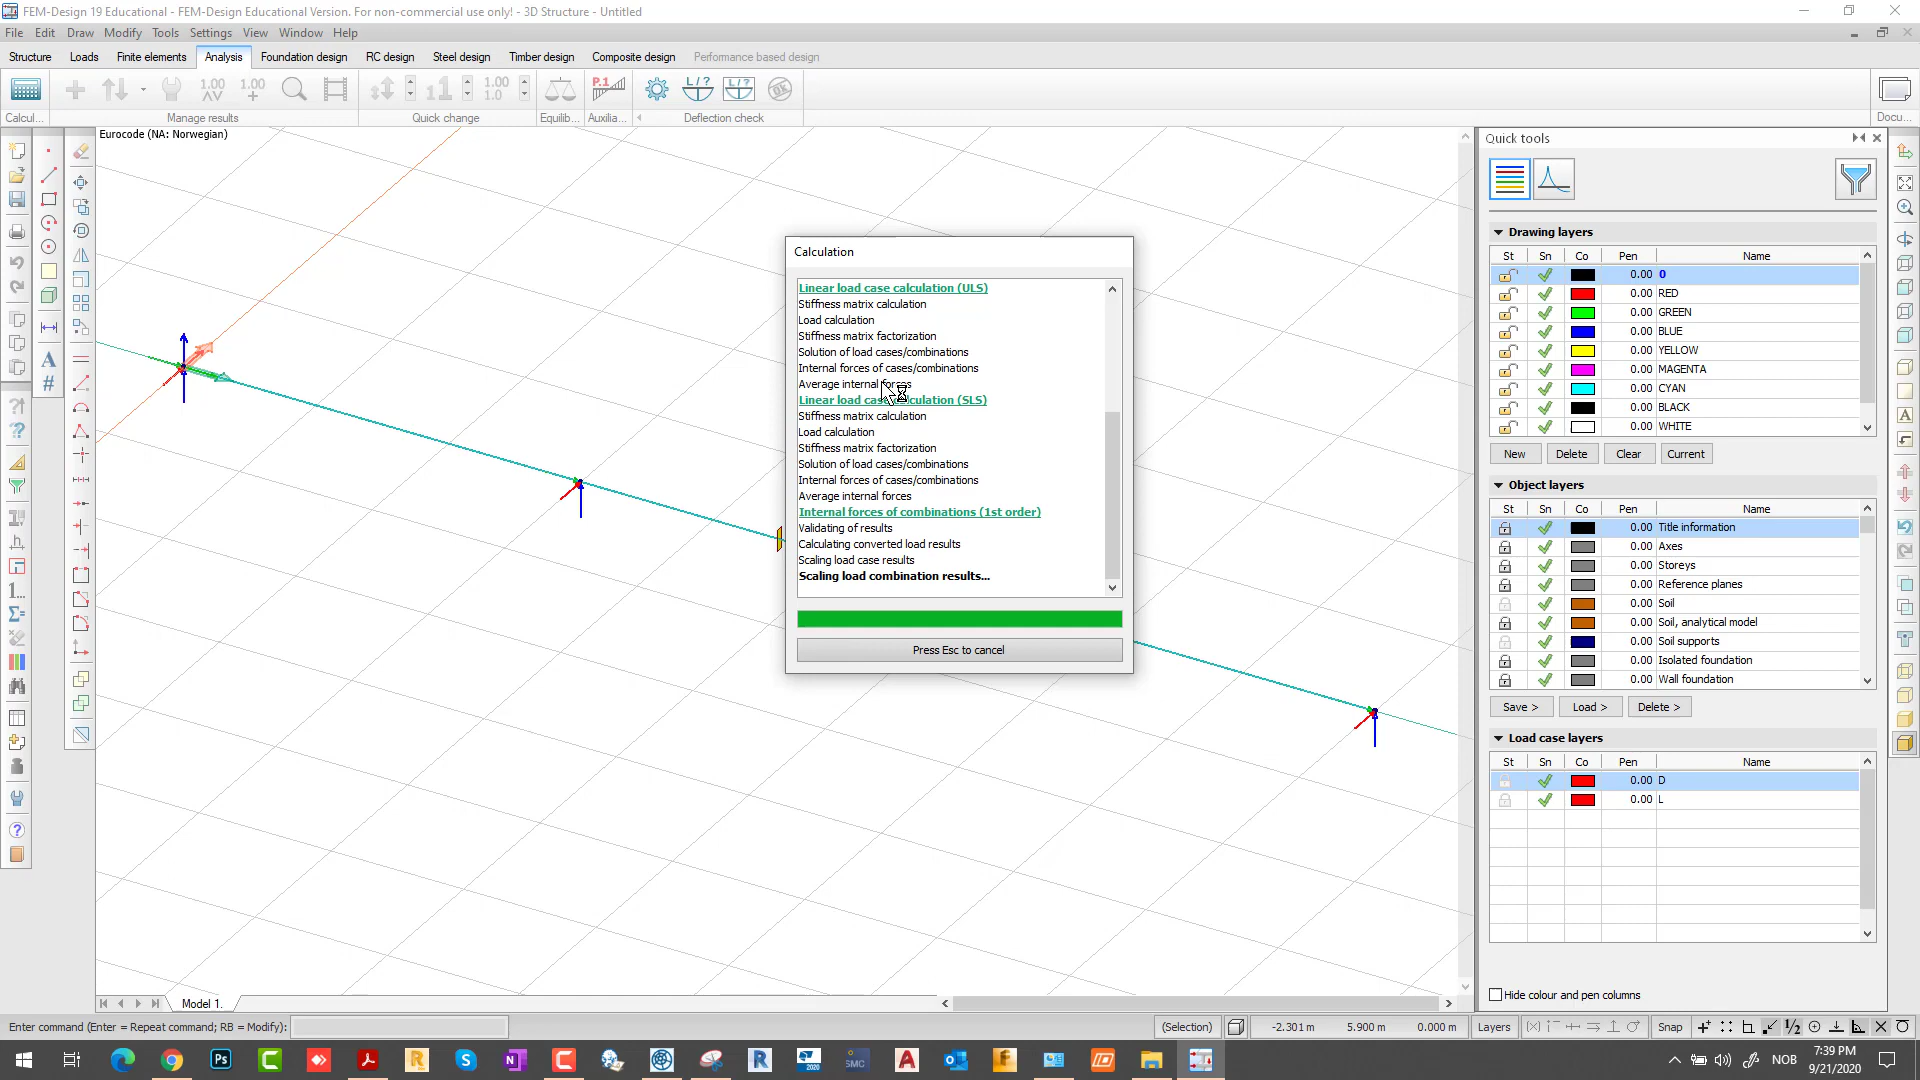 FEM-Design 19 Educational - FEM-Design Educational Version. For non-commercial use only! - 3D Structure - Untitled
File Edit Draw Modify Tools Settings View Window Help
Structure Loads Finite elements Analysis Foundation design RC design Steel design Timber design Composite design Performance based design
1.00 1.00 1.00 1.0 P.1 L/? L/? OK
Calcul... Manage results Quick change Equilib... Auxilia... Deflection check Docu...
Eurocode (NA: Norwegian)
Calculation
Linear load case calculation (ULS)
Stiffness matrix calculation
Load calculation
Stiffness matrix factorization
Solution of load cases/combinations
Internal forces of cases/combinations
Average internal forces
Linear load case calculation (SLS)
Stiffness matrix calculation
Load calculation
Stiffness matrix factorization
Solution of load cases/combinations
Internal forces of cases/combinations
Average internal forces
Internal forces of combinations (1st order)
Validating of results
Calculating converted load results
Scaling load case results
Scaling load combination results...
Press Esc to cancel
Quick tools
Drawing layers
St Sn Co Pen Name
0.00 0
0.00 RED
0.00 GREEN
0.00 BLUE
0.00 YELLOW
0.00 MAGENTA
0.00 CYAN
0.00 BLACK
0.00 WHITE
New Delete Clear Current
Object layers
St Sn Co Pen Name
0.00 Title information
0.00 Axes
0.00 Storeys
0.00 Reference planes
0.00 Soil
0.00 Soil, analytical model
0.00 Soil supports
0.00 Isolated foundation
0.00 Wall foundation
Save > Load > Delete >
Load case layers
St Sn Co Pen Name
0.00 D
0.00 L
Hide colour and pen columns
Model 1.
Enter command (Enter = Repeat command; RB = Modify):
(Selection) -2.301 m 5.900 m 0.000 m Layers Snap 1/2
NOB
7:39 PM
9/21/2020